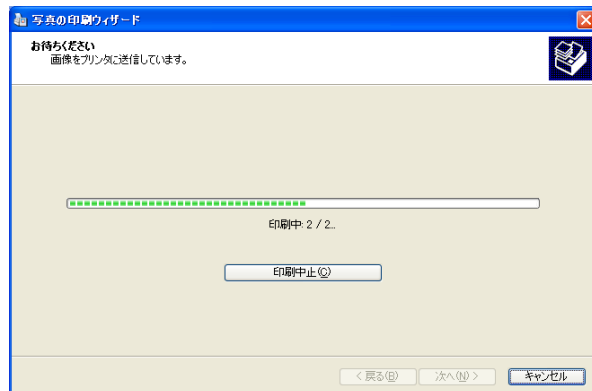 写真の印刷ウィザード
お待ちください
画像をプリンタに送信しています。
印刷中: 2 / 2...
印刷中止(C)
< 戻る(B)
次へ(N) >
キャンセル